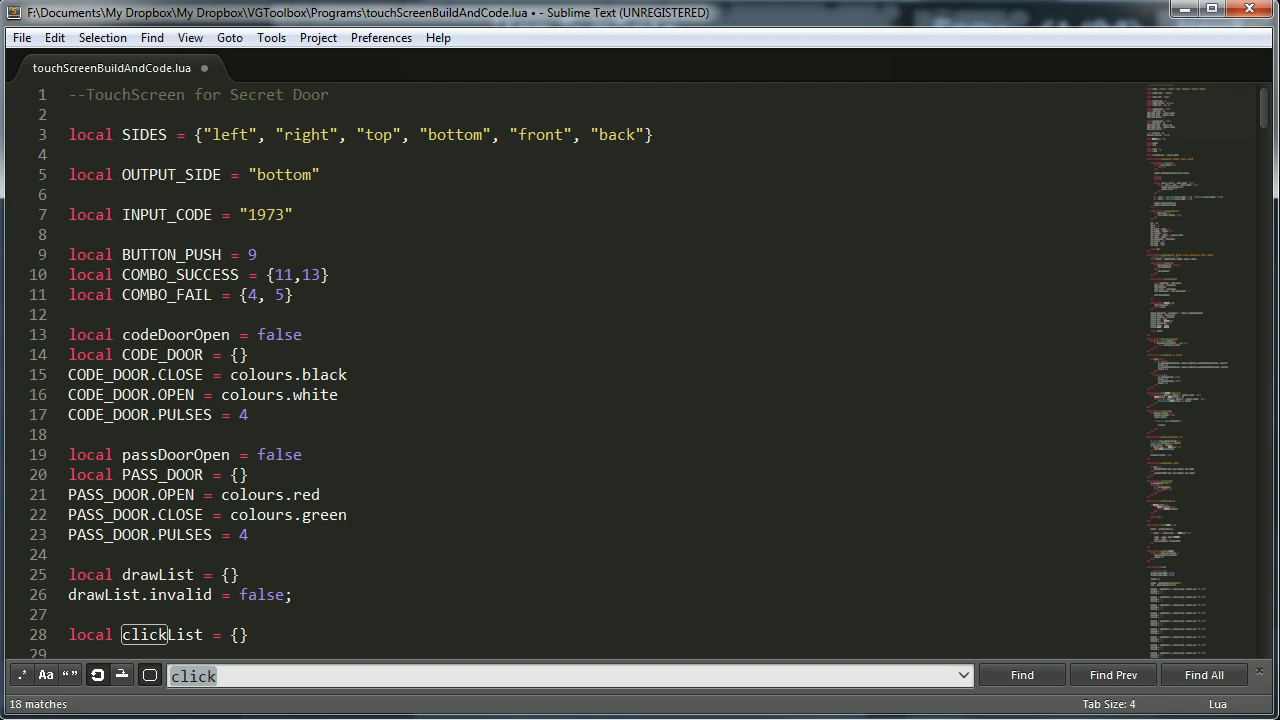 F:\Documents\My Dropbox\My Dropbox\VGToolbox\Programs\touchScreenBuildAndCode.lua • - Sublime Text (UNREGISTERED)
File Edit Selection Find View Goto Tools Project Preferences Help
touchScreenBuildAndCode.lua
1 --TouchScreen for Secret Door
2
3 local SIDES = {"left", "right", "top", "bottom", "front", "back"}
4
5 local OUTPUT_SIDE = "bottom"
6
7 local INPUT_CODE = "1973"
8
9 local BUTTON_PUSH = 9
10 local COMBO_SUCCESS = {11,13}
11 local COMBO_FAIL = {4, 5}
12
13 local codeDoorOpen = false
14 local CODE_DOOR = {}
15 CODE_DOOR.CLOSE = colours.black
16 CODE_DOOR.OPEN = colours.white
17 CODE_DOOR.PULSES = 4
18
19 local passDoorOpen = false
20 local PASS_DOOR = {}
21 PASS_DOOR.OPEN = colours.red
22 PASS_DOOR.CLOSE = colours.green
23 PASS_DOOR.PULSES = 4
24
25 local drawList = {}
26 drawList.invalid = false;
27
28 local clickList = {}
29
.* Aa “” click Find Find Prev Find All
18 matches Tab Size: 4 Lua